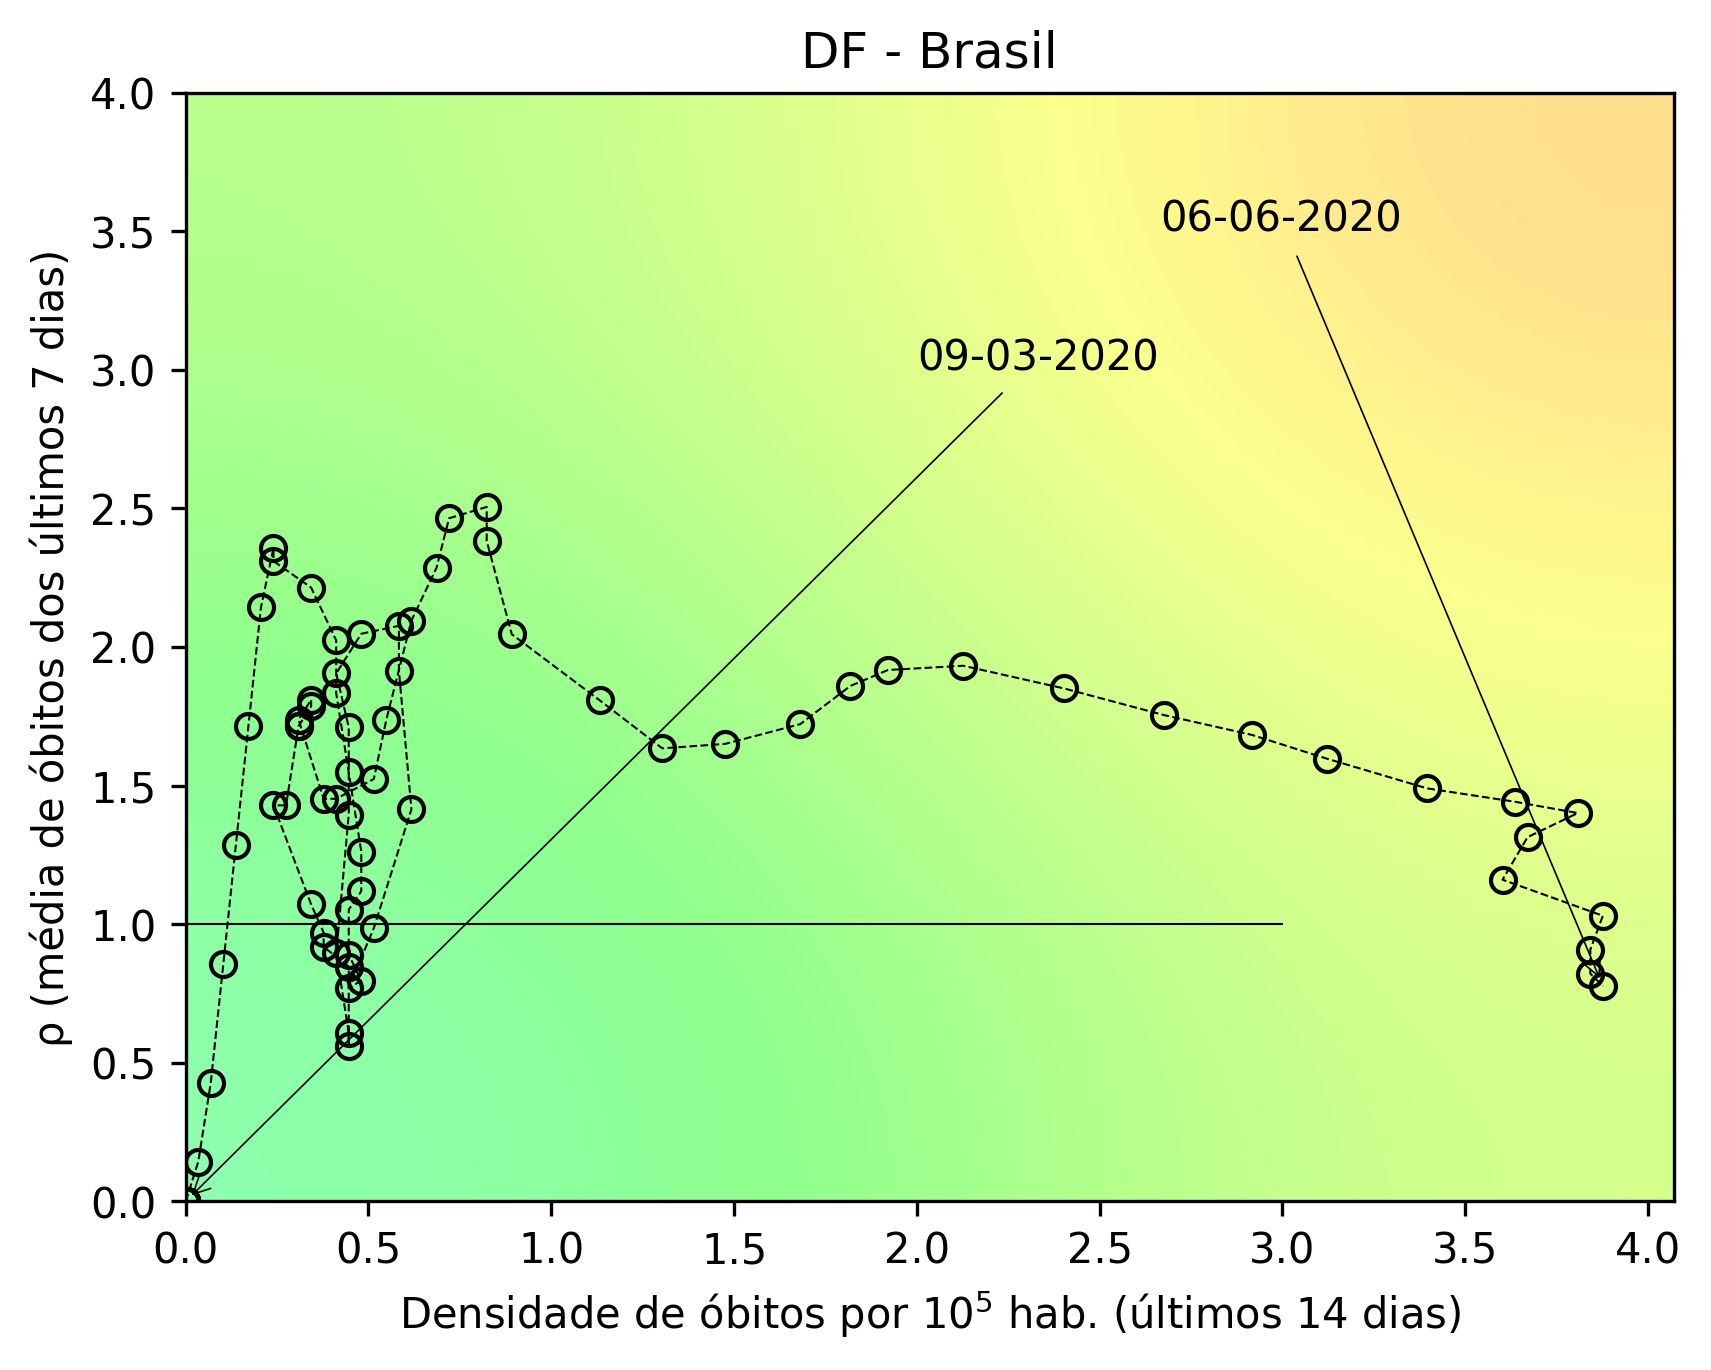 DF - Brasil
4.0
3.5
3.0
2.5
2.0
1.5
1.0
0.5
0.0
ρ (média de óbitos dos últimos 7 dias)
06-06-2020
09-03-2020
0.0 0.5 1.0 1.5 2.0 2.5 3.0 3.5 4.0
Densidade de óbitos por 10⁵ hab. (últimos 14 dias)